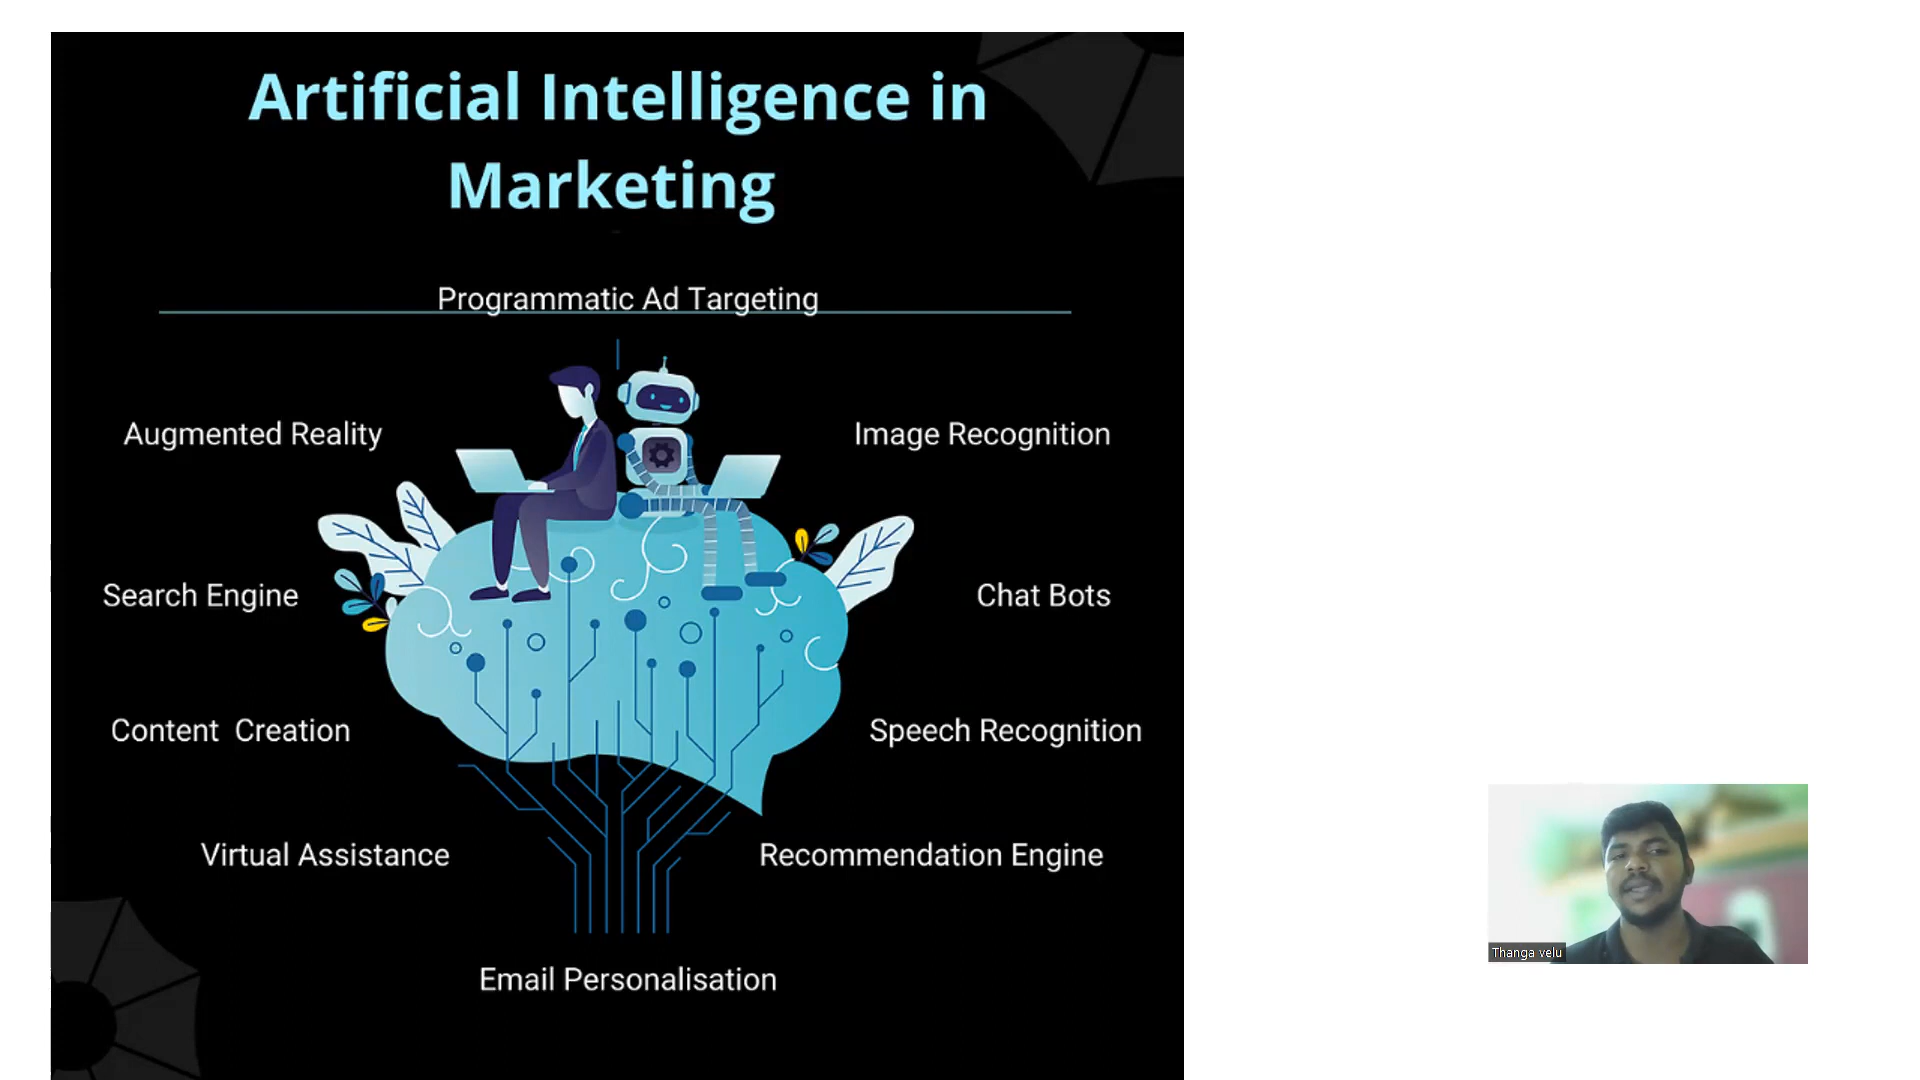 Artificial Intelligence in
Marketing
Programmatic Ad Targeting
Augmented Reality
Image Recognition
Search Engine
Chat Bots
Content Creation
Speech Recognition
Virtual Assistance
Recommendation Engine
Email Personalisation
Thanga velu